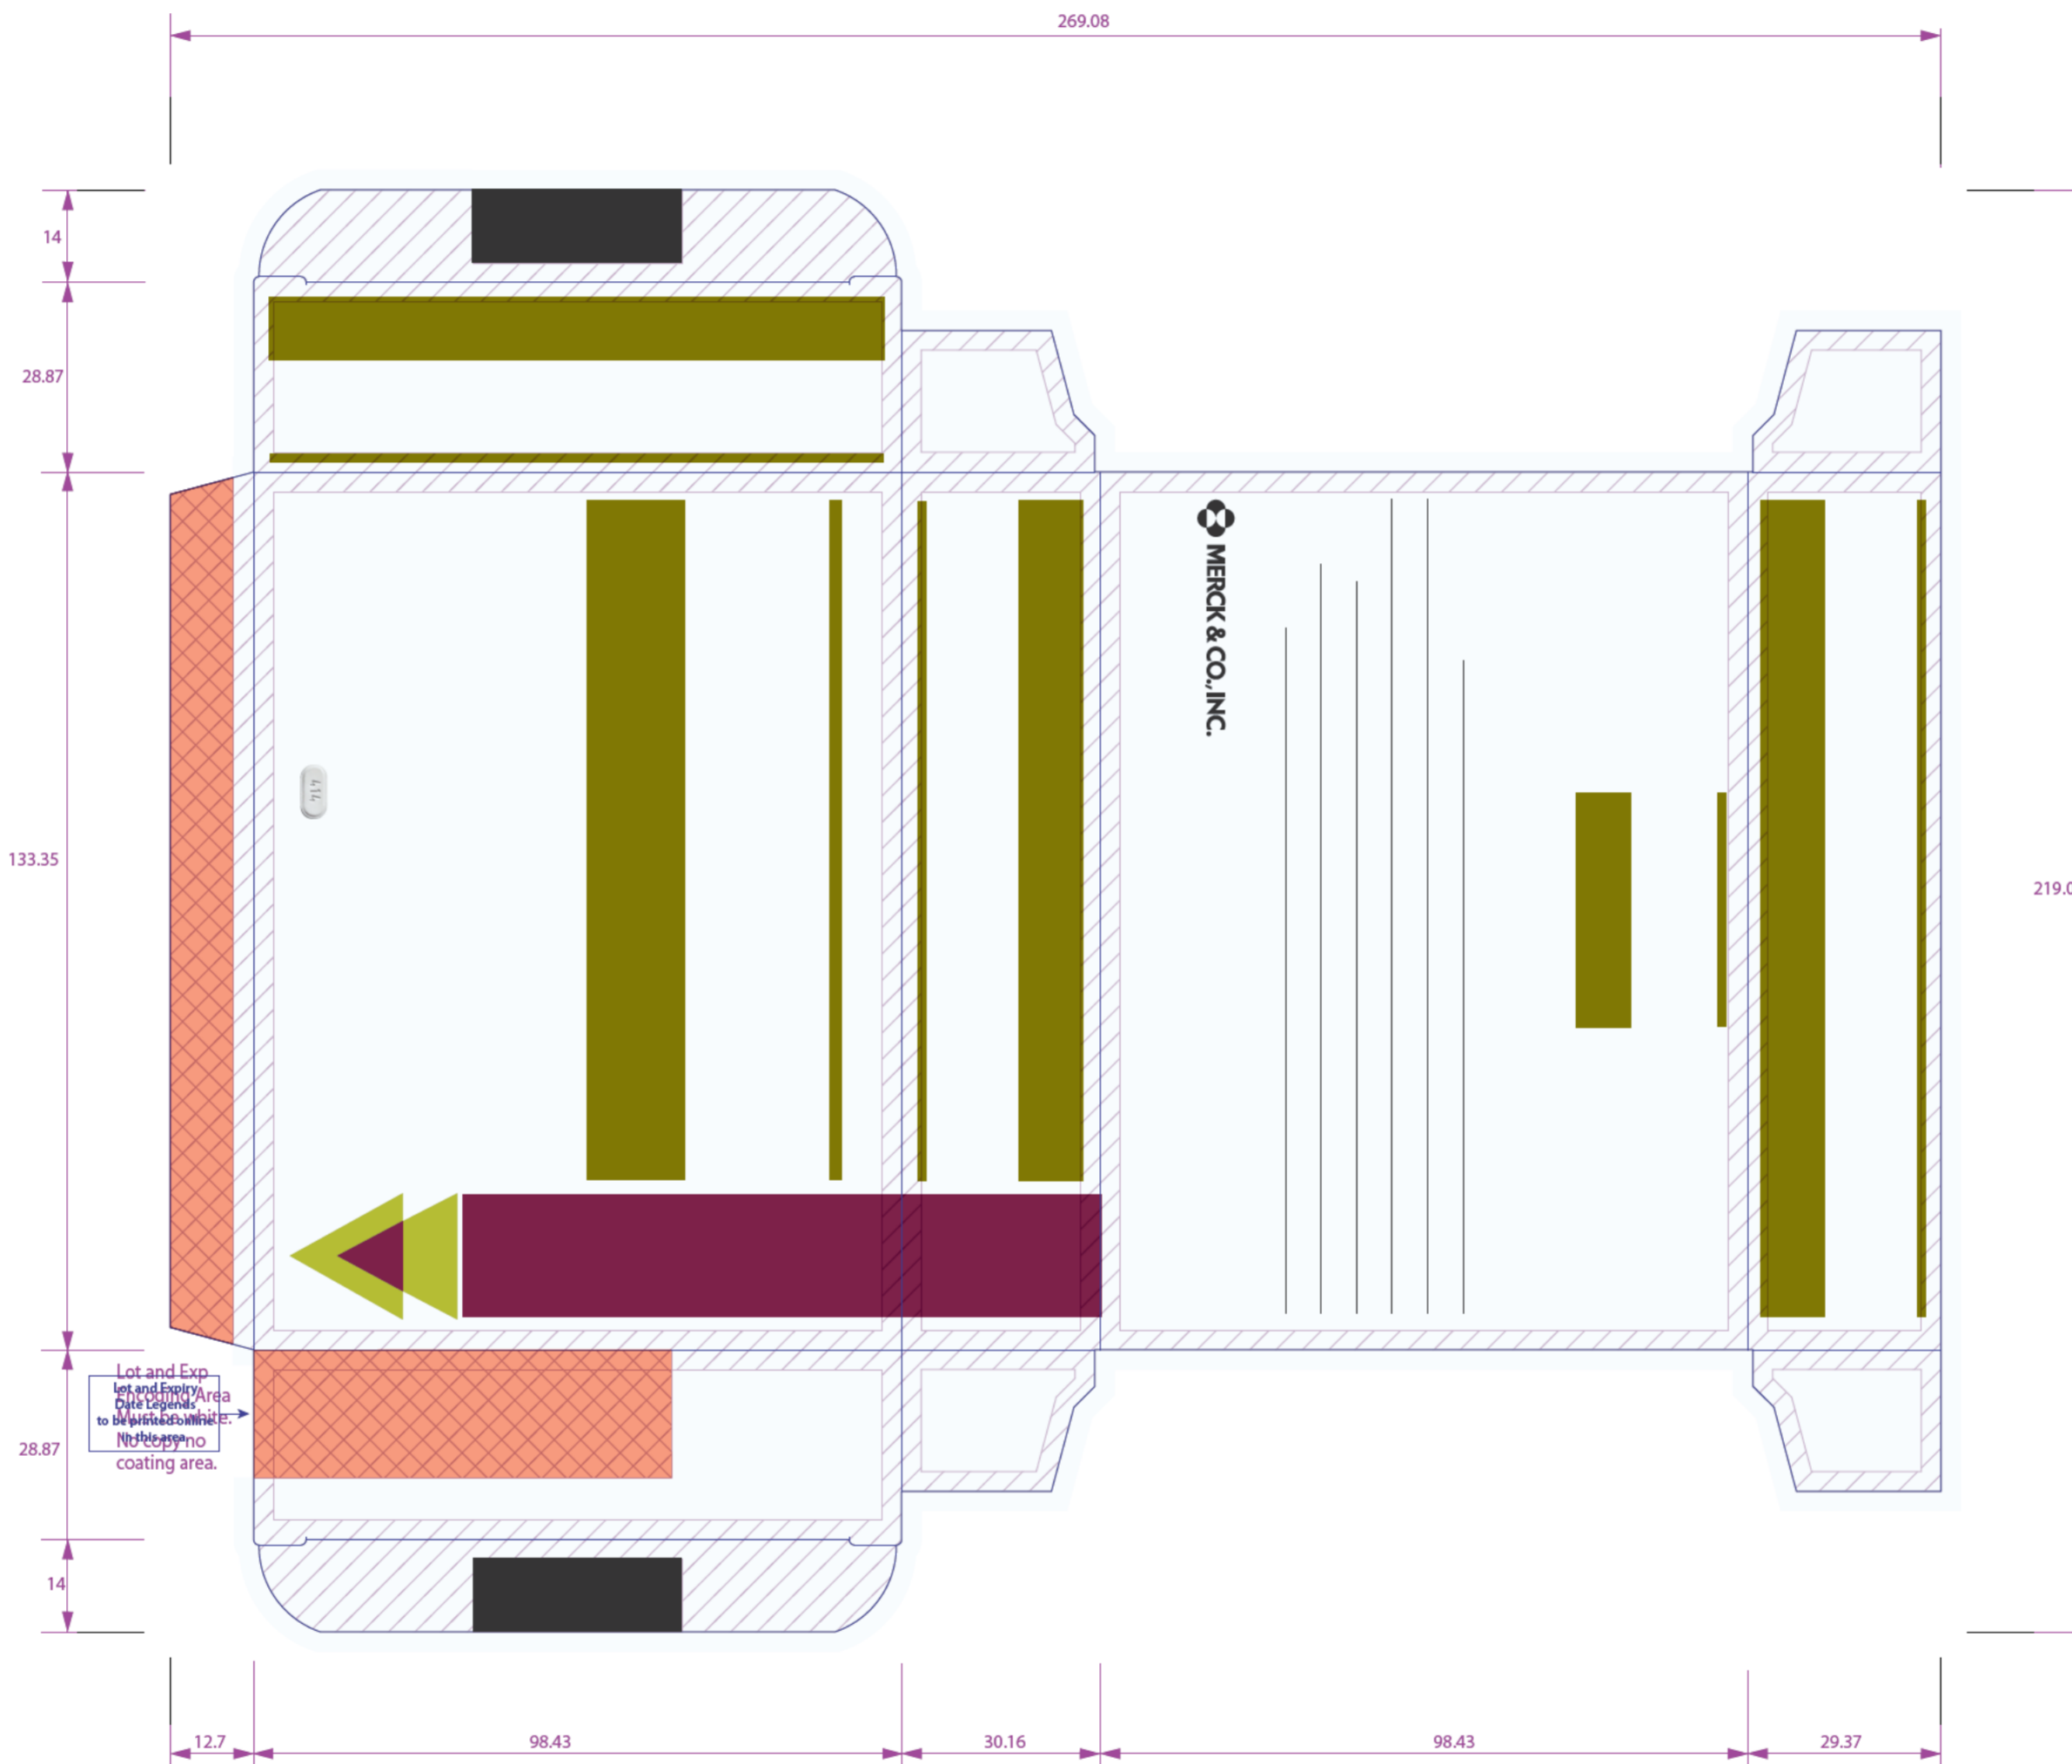 269.08
14
28.87
133.35
28.87
14
MERCK & CO., INC.
414
Lot and Exp
Encoding Area
Must be white.
No copy no
coating area.
Lot and Expiry
Date Legends
to be printed online
in this area.
12.7
98.43
30.16
98.43
29.37